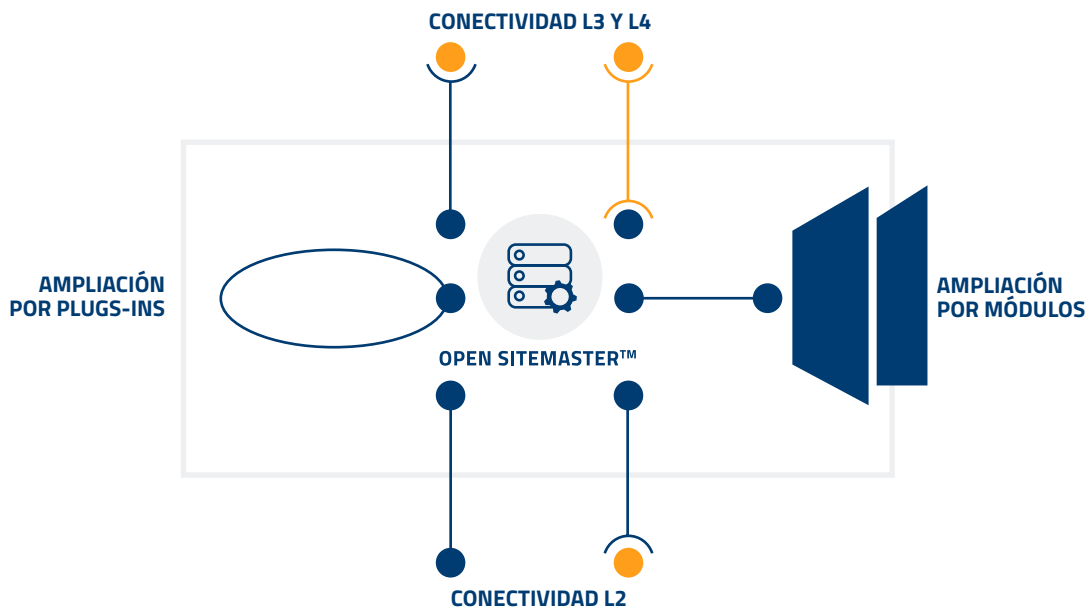 CONECTIVIDAD L3 Y L4
AMPLIACIÓN
POR PLUGS-INS
AMPLIACIÓN
POR MÓDULOS
OPEN SITEMASTER™
CONECTIVIDAD L2